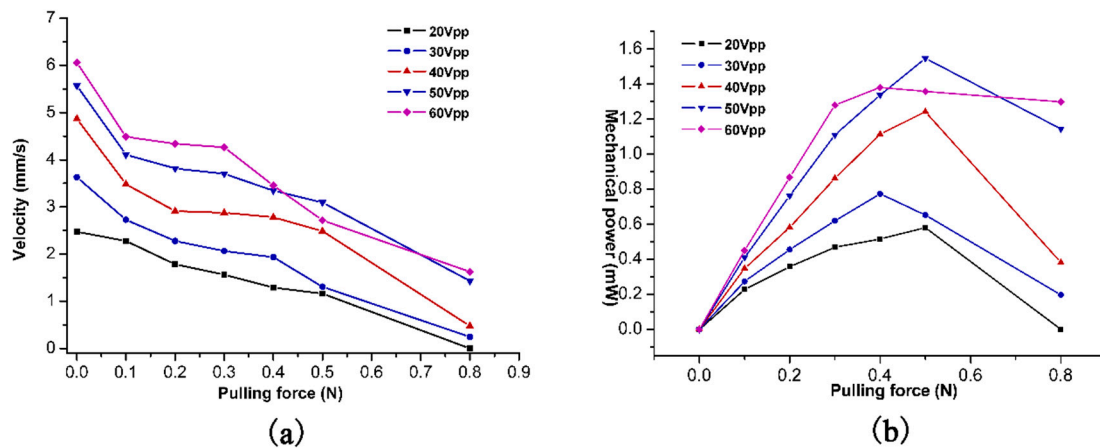 (a)
7
6
5
4
3
2
1
0
Velocity (mm/s)
20Vpp
30Vpp
40Vpp
50Vpp
60Vpp
0.0 0.1 0.2 0.3 0.4 0.5 0.6 0.7 0.8 0.9
Pulling force (N)
(a)
1.6
1.4
1.2
1.0
0.8
0.6
0.4
0.2
0.0
Mechanical power (mW)
20Vpp
30Vpp
40Vpp
50Vpp
60Vpp
0.0 0.2 0.4 0.6 0.8
Pulling force (N)
(b)